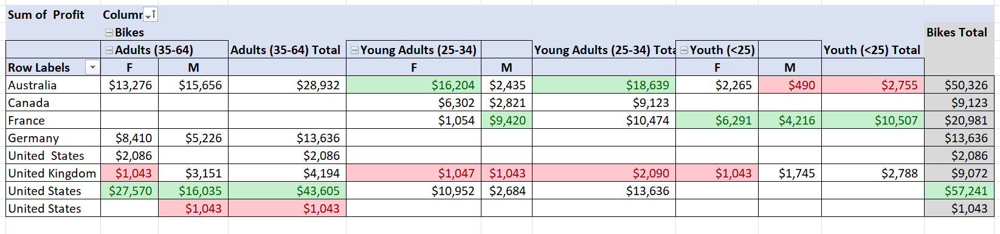 Sum of  Profit Column
Bikes Bikes Total
Adults (35-64) Adults (35-64) Total Young Adults (25-34) Young Adults (25-34) Tota Youth (<25) Youth (<25) Total
Row Labels F M F M F M
Australia $13,276 $15,656 $28,932 $16,204 $2,435 $18,639 $2,265 $490 $2,755 $50,326
Canada $6,302 $2,821 $9,123 $9,123
France $1,054 $9,420 $10,474 $6,291 $4,216 $10,507 $20,981
Germany $8,410 $5,226 $13,636 $13,636
United  States $2,086 $2,086 $2,086
United Kingdom $1,043 $3,151 $4,194 $1,047 $1,043 $2,090 $1,043 $1,745 $2,788 $9,072
United States $27,570 $16,035 $43,605 $10,952 $2,684 $13,636 $57,241
United States $1,043 $1,043 $1,043